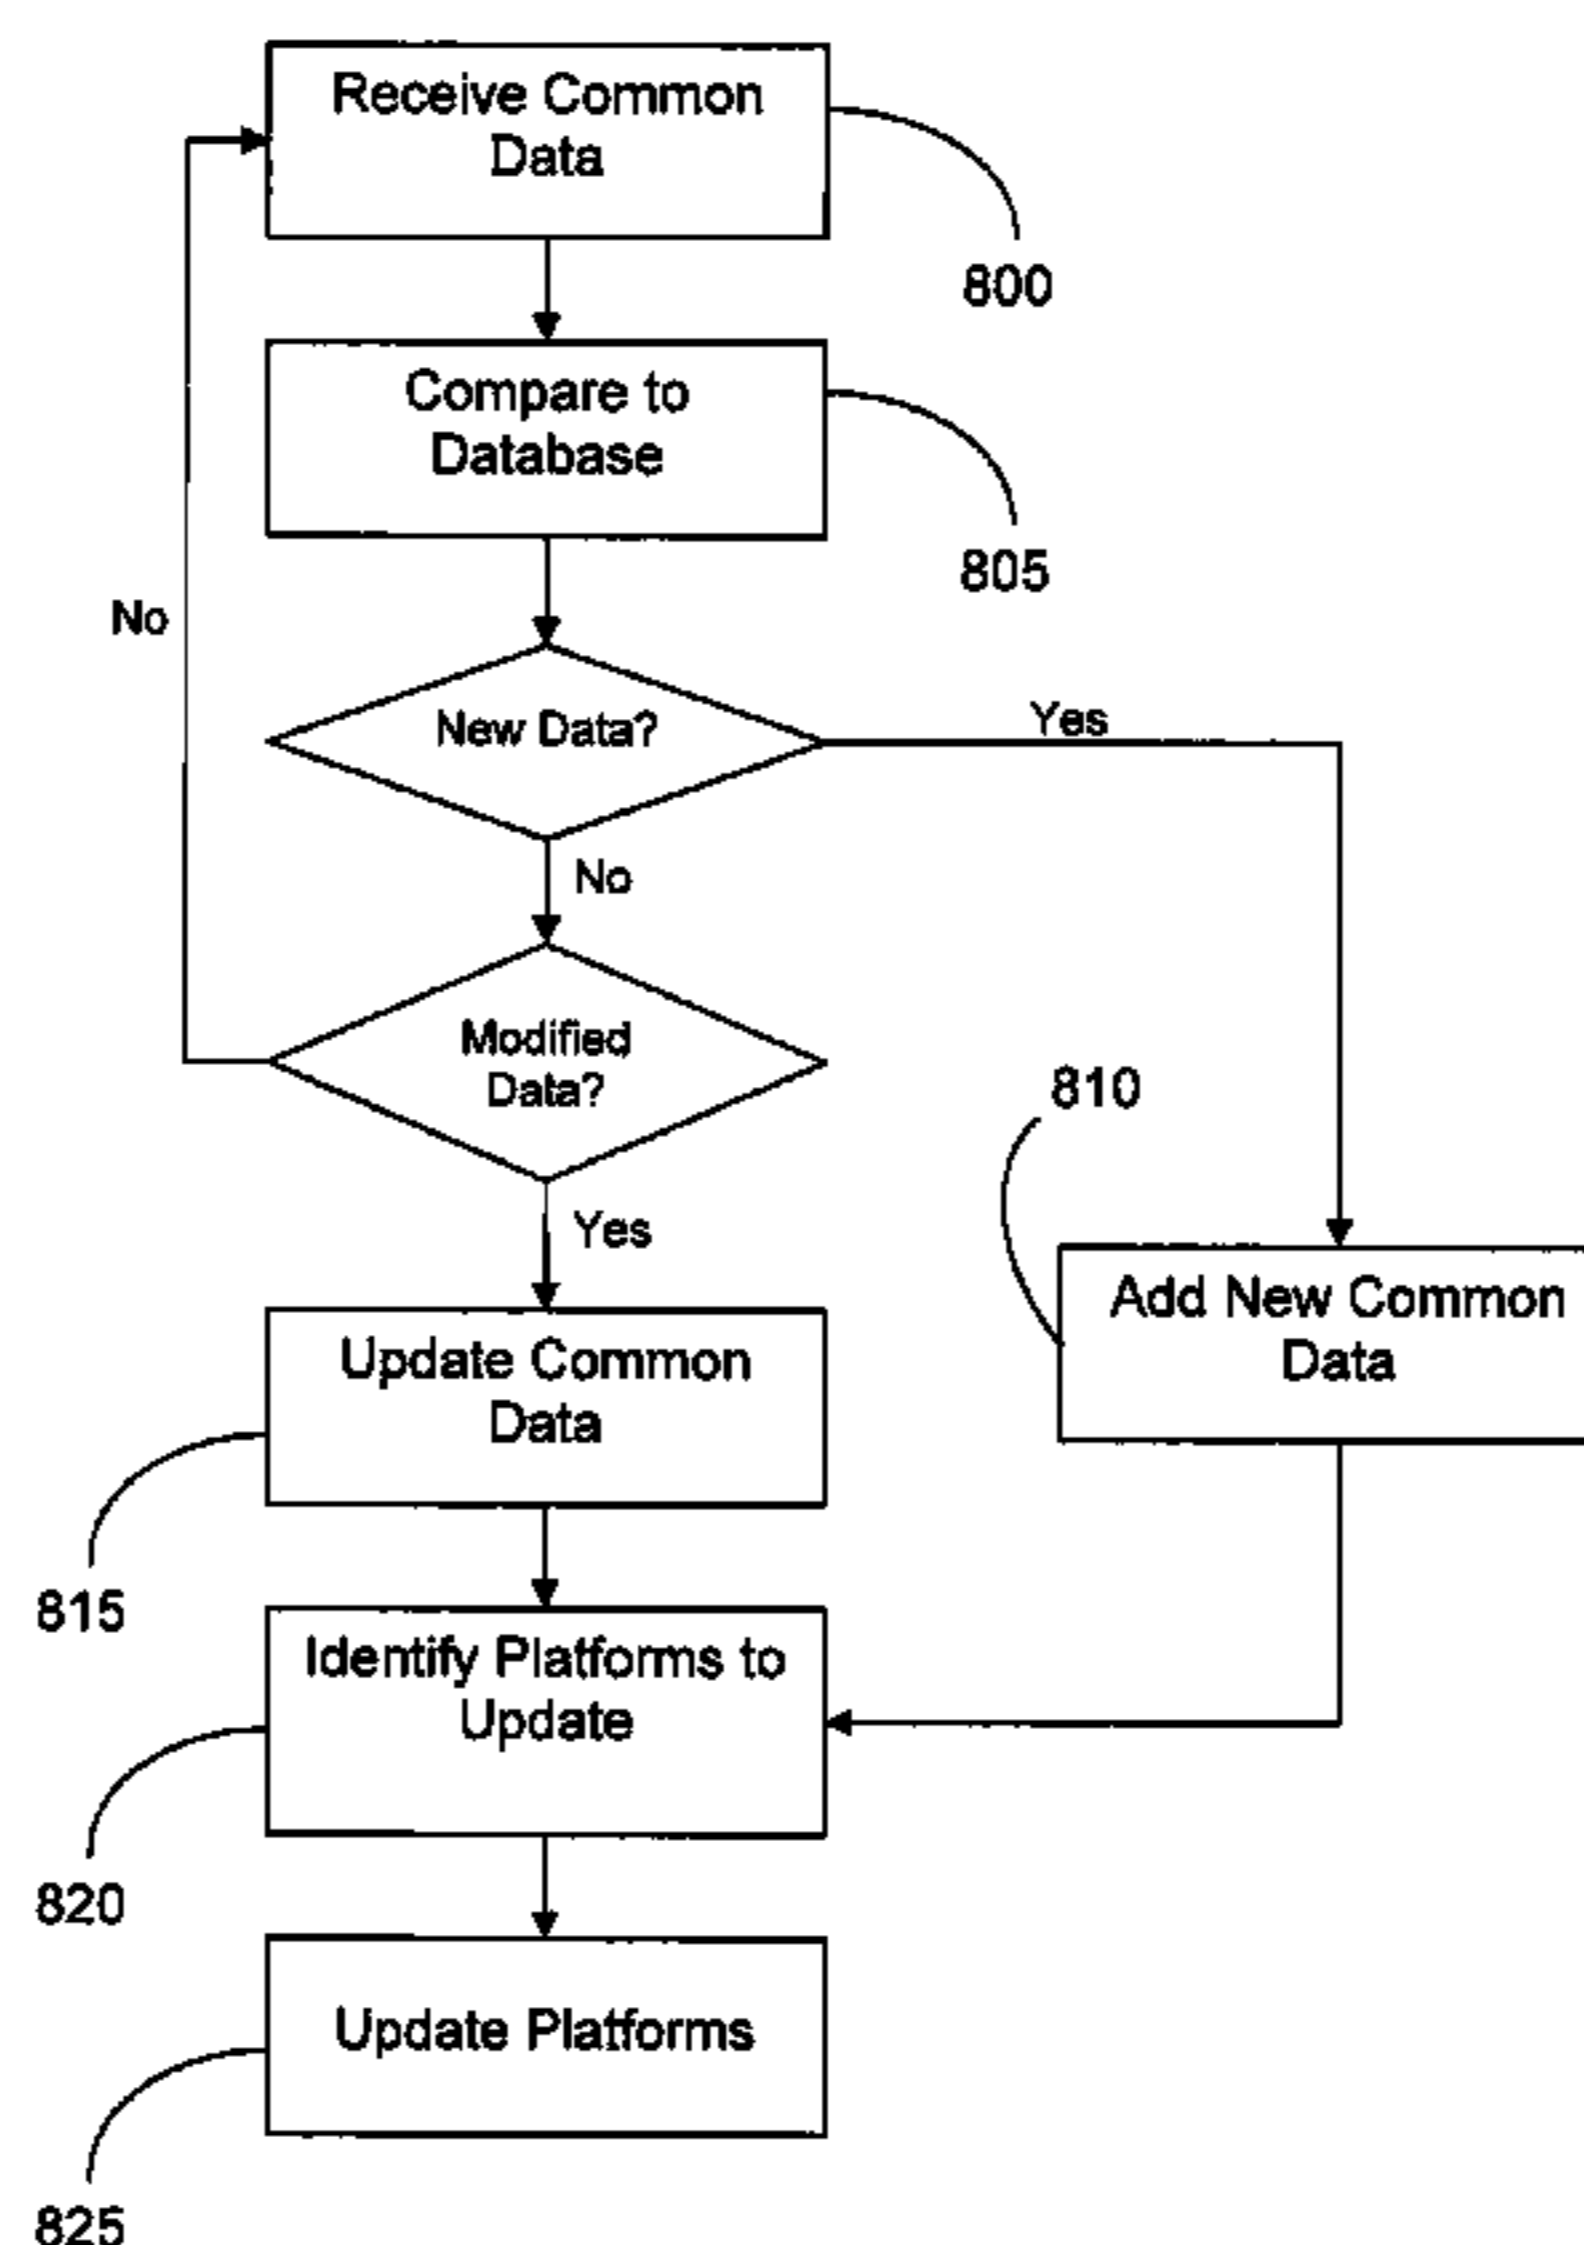 Receive Common
Data
800
Compare to
Database
805
No
New Data?
Yes
No
Modified
Data?
810
Yes
Add New Common
Data
Update Common
Data
815
Identify Platforms to
Update
820
Update Platforms
825